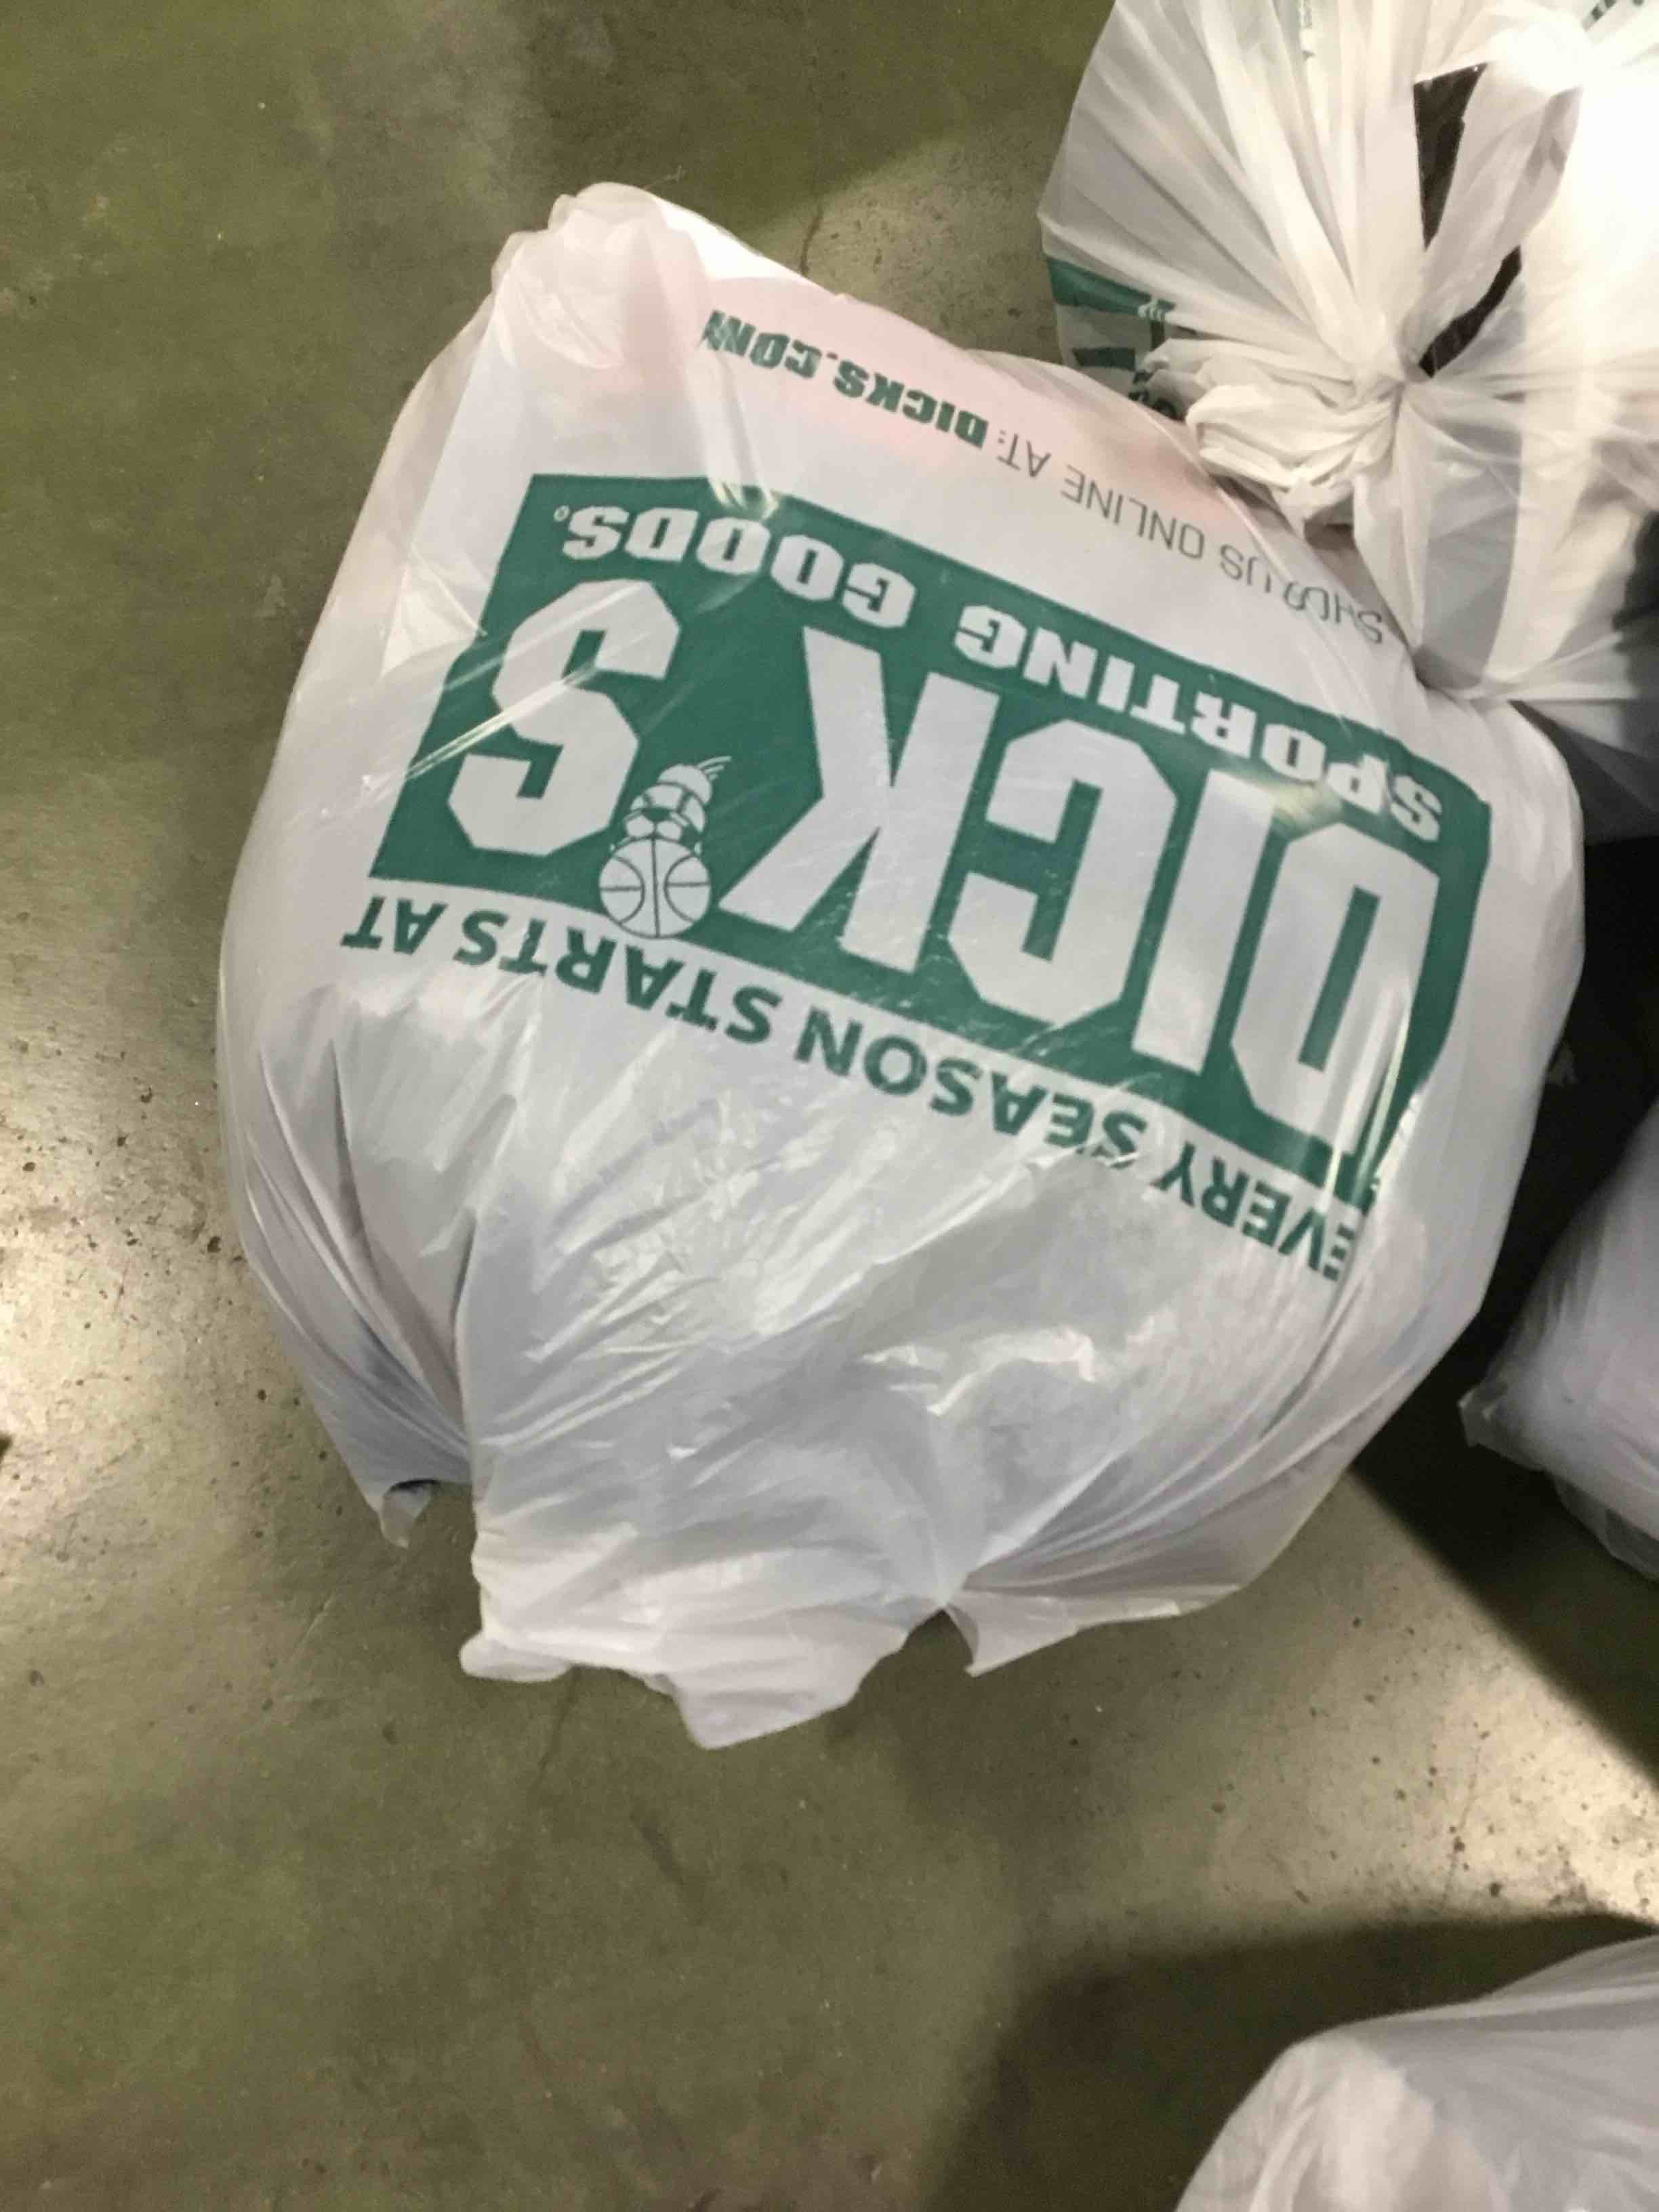 EVERY SEASON STARTS AT
DICK'S
SPORTING GOODS®
SHOP US ONLINE AT: DICKS.COM